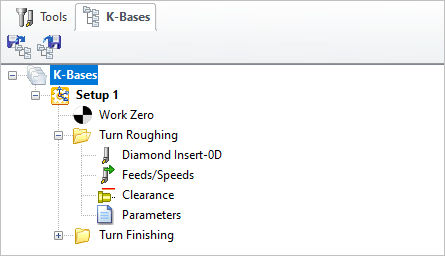 Tools K-Bases
K-Bases
Setup 1
Work Zero
Turn Roughing
Diamond Insert-0D
Feeds/Speeds
Clearance
Parameters
Turn Finishing